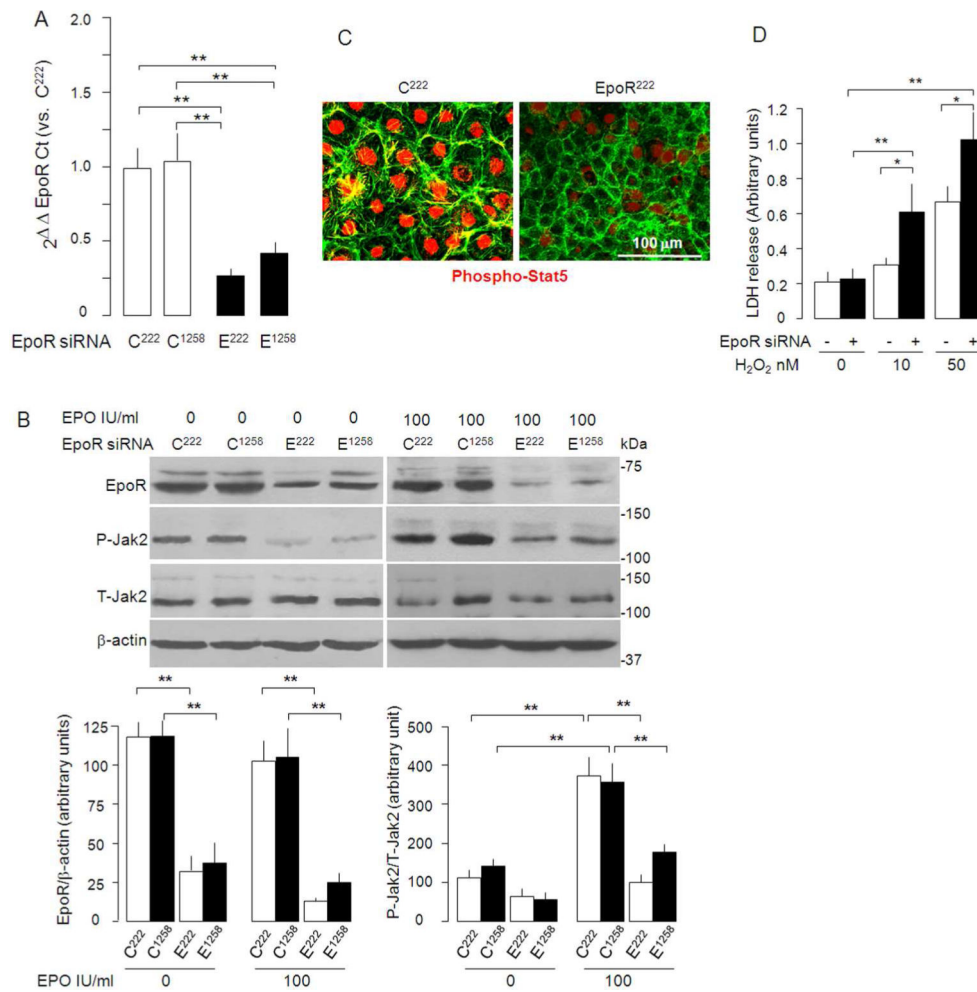 A
2.0
1.5
1.0
0.5
0
2ΔΔ EpoR Ct (vs. C222)
**
**
**
**
EpoR siRNA C222 C1258 E222 E1258
C
C222 EpoR222
100 µm
Phospho-Stat5
D
1.2
1.0
0.8
0.6
0.4
0.2
0
LDH release (Arbitrary units)
**
*
**
*
EpoR siRNA - + - + - +
H2O2 nM 0 10 50
B
EPO IU/ml 0 0 0 0 100 100 100 100
EpoR siRNA C222 C1258 E222 E1258 C222 C1258 E222 E1258 kDa
EpoR -75
P-Jak2 -150
-100
T-Jak2 -150
-100
β-actin -37
** **
** **
125
100
75
50
25
0
EpoR/β-actin (arbitrary units)
C222 C1258 E222 E1258 C222 C1258 E222 E1258
EPO IU/ml 0 100
** **
** **
500
400
300
200
100
0
P-Jak2/T-Jak2 (arbitrary unit)
C222 C1258 E222 E1258 C222 C1258 E222 E1258
0 100